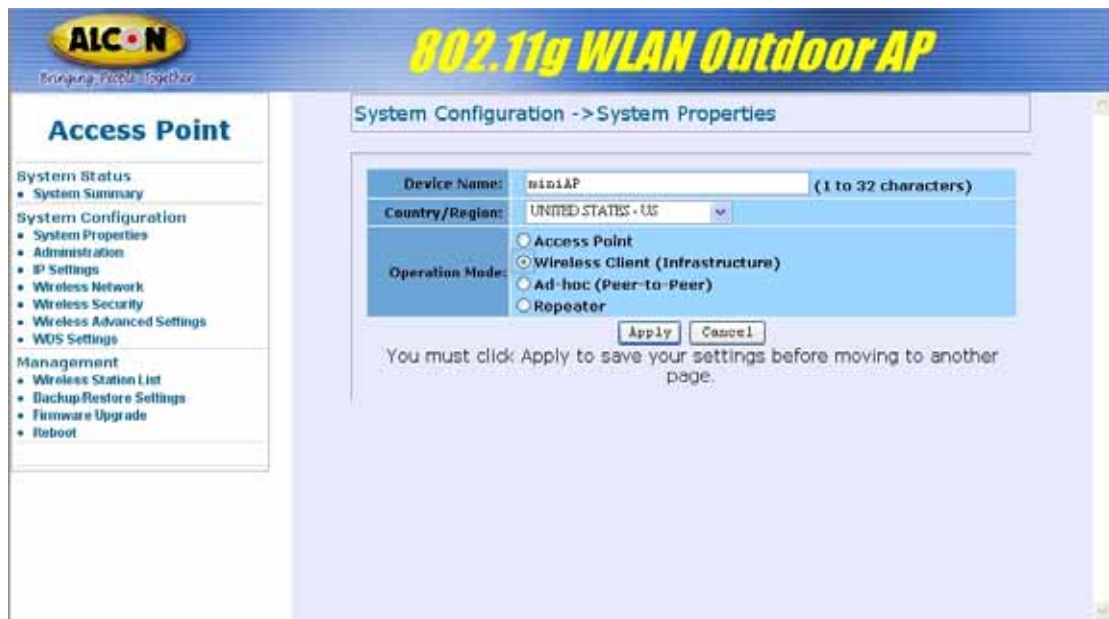 ALCON
Bringing People Together
802.11g WLAN Outdoor AP
Access Point
System Status
System Summary
System Configuration
System Properties
Administration
IP Settings
Wireless Network
Wireless Security
Wireless Advanced Settings
WDS Settings
Management
Wireless Station List
Backup/Restore Settings
Firmware Upgrade
Reboot
System Configuration ->System Properties
Device Name: miniAP (1 to 32 characters)
Country/Region: UNITED STATES - US
Operation Mode:
Access Point
Wireless Client (Infrastructure)
Ad-hoc (Peer-to-Peer)
Repeater
Apply Cancel
You must click Apply to save your settings before moving to another
page.